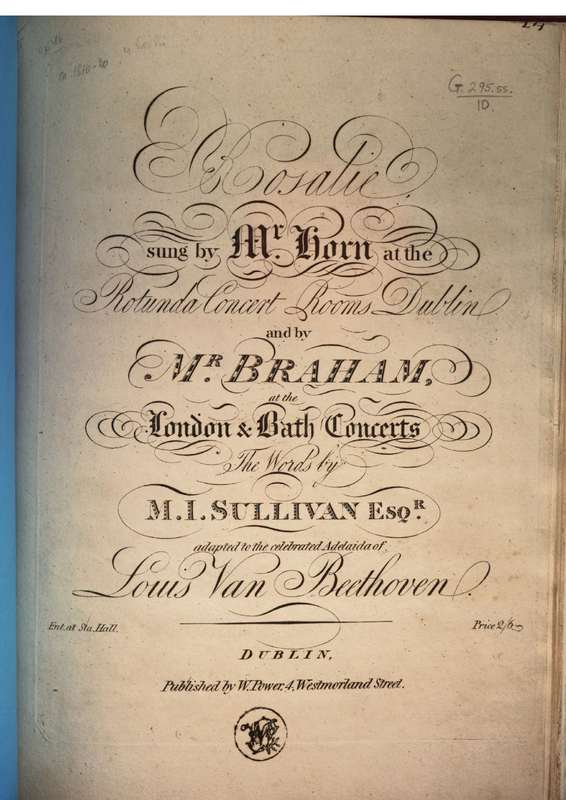 G. 295.ss.
10.
Rosalie
sung by Mr. Horn at the
Rotunda Concert Rooms Dublin
and by
MR. BRAHAM,
at the
London & Bath Concerts
The Words by
M.I. SULLIVAN ESQR.
adapted to the celebrated Adelaida of
Louis Van Beethoven.
Ent. at Sta. Hall.
Price 2/6
DUBLIN,
Published by W. Power. 4, Westmorland Street.